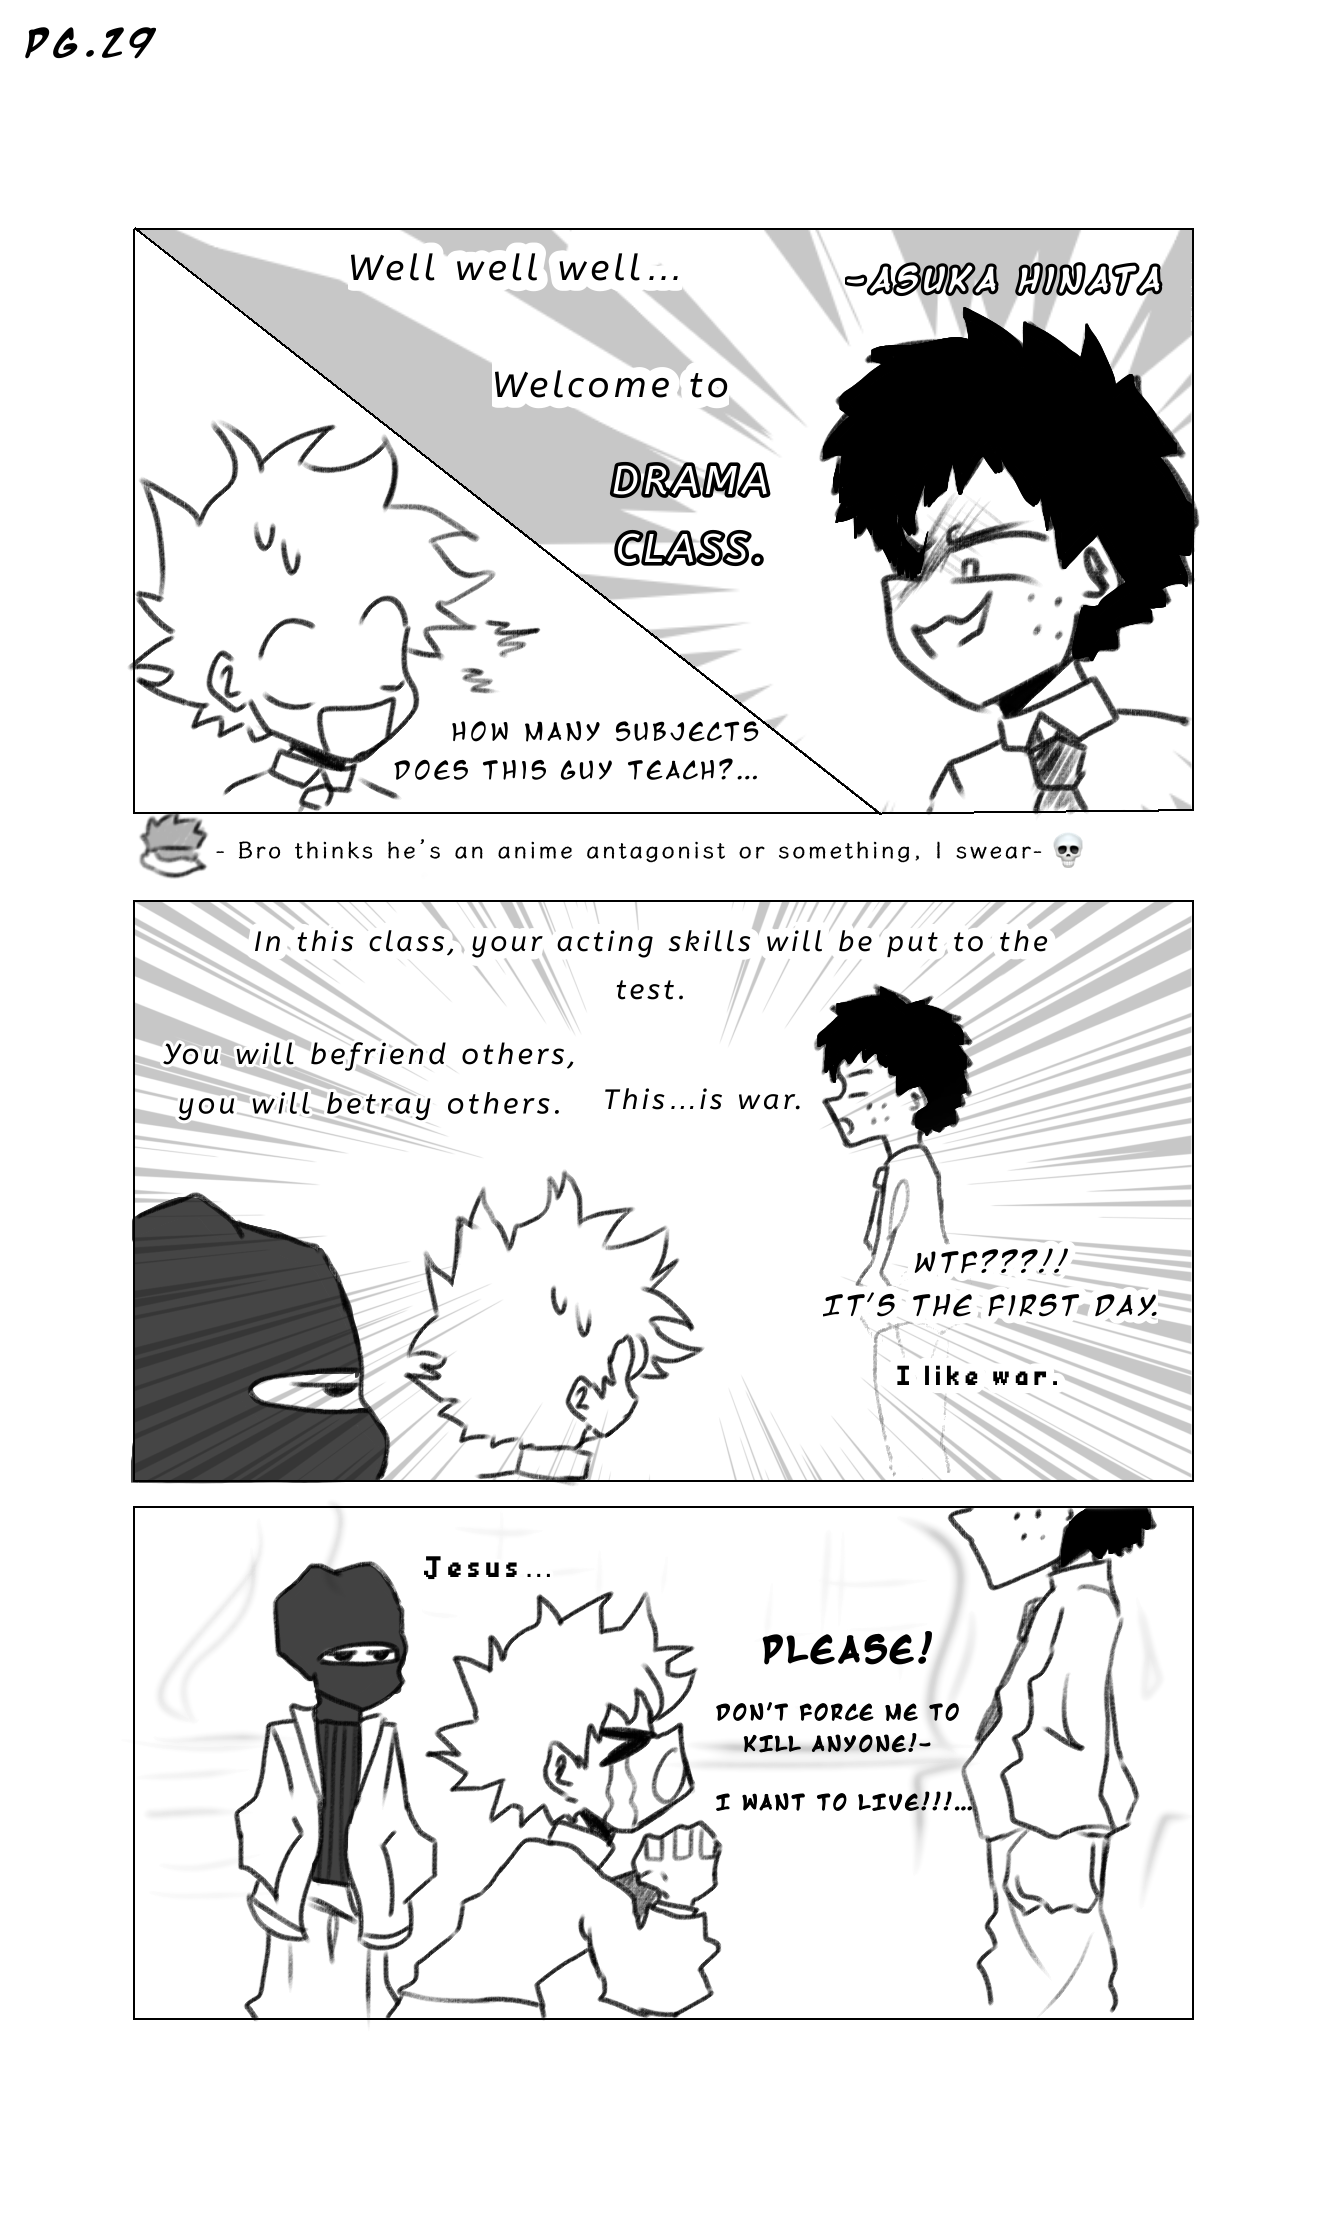 PG.29
Well well well...
-ASUKA HINATA
Welcome to
DRAMA
CLASS.
HOW MANY SUBJECTS
DOES THIS GUY TEACH?...
- Bro thinks he's an anime antagonist or something, I swear- 💀
In this class, your acting skills will be put to the
test.
You will befriend others,
you will betray others.
This...is war.
WTF???!!
IT'S THE FIRST DAY.
I like war.
Jesus...
PLEASE!
DON'T FORCE ME TO
KILL ANYONE!-
I WANT TO LIVE!!!...